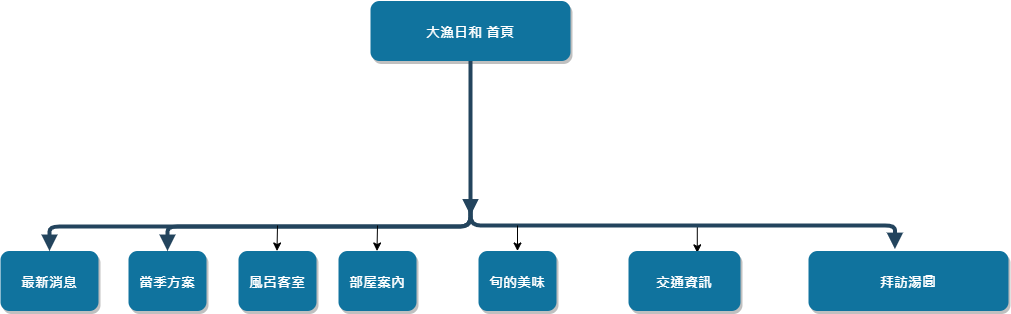 大漁日和 首頁
最新消息
當季方案
風呂客室
部屋案內
旬的美味
交通資訊
拜訪湯圓